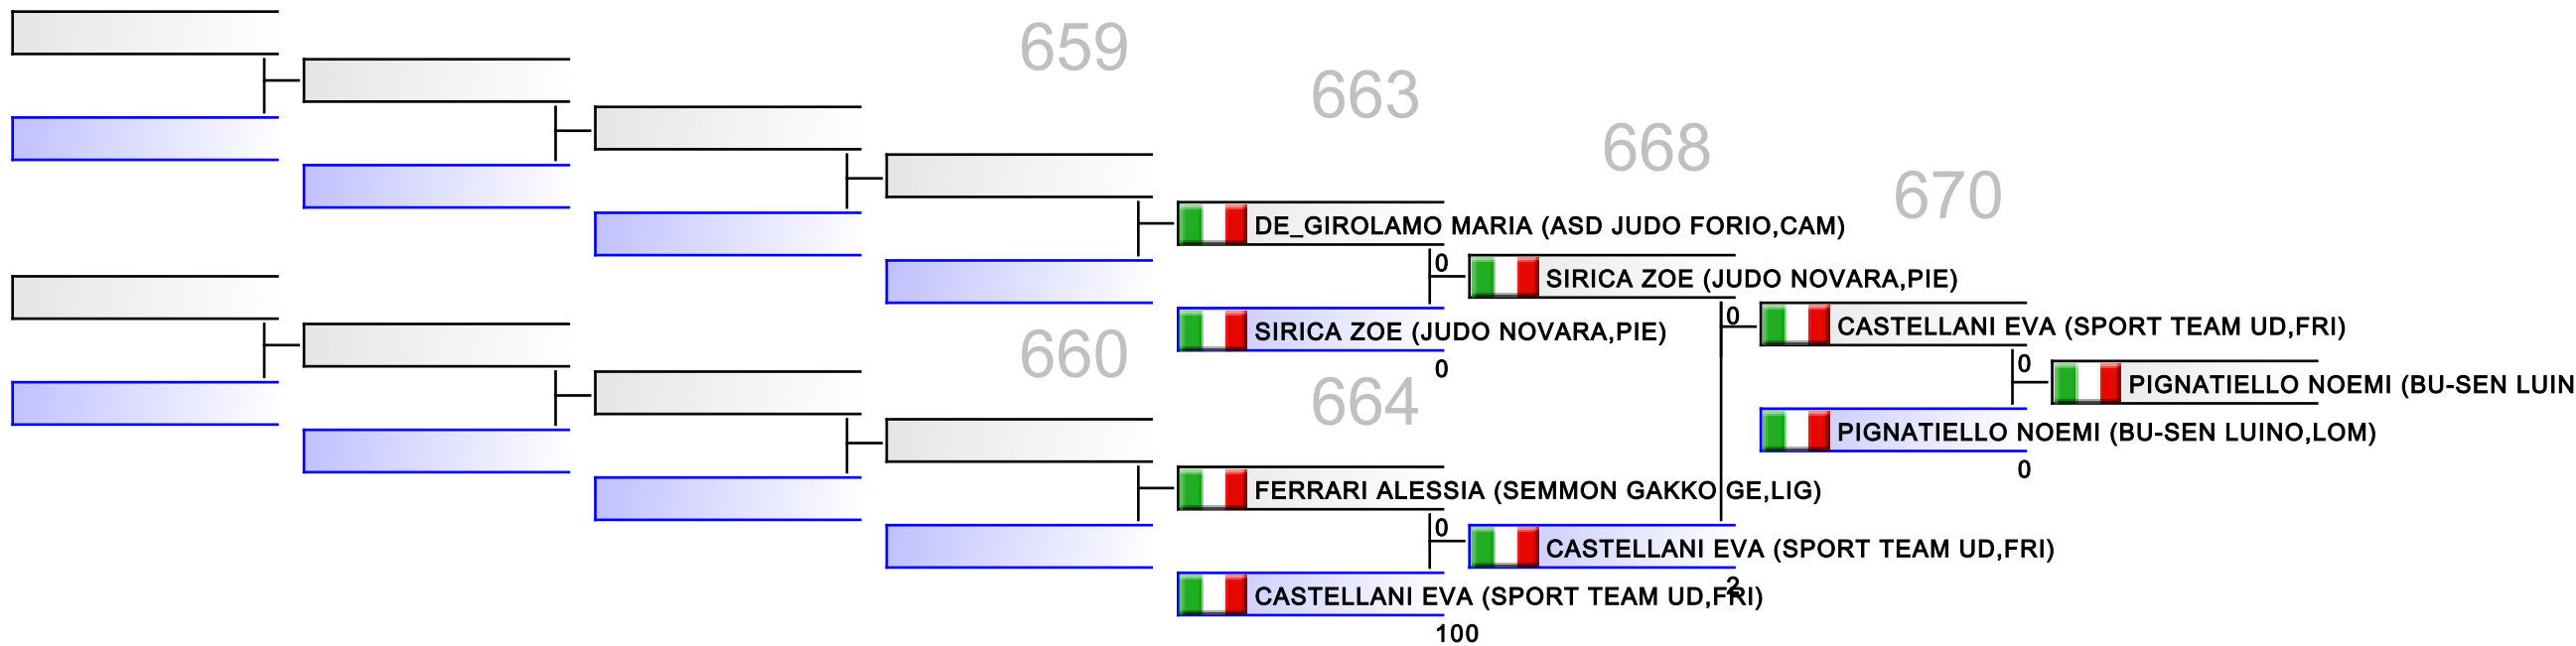 659
663
668
670
DE_GIROLAMO MARIA (ASD JUDO FORIO,CAM)
0
SIRICA ZOE (JUDO NOVARA,PIE)
0
CASTELLANI EVA (SPORT TEAM UD,FRI)
SIRICA ZOE (JUDO NOVARA,PIE)
0
660
0
PIGNATIELLO NOEMI (BU-SEN LUIN
664
PIGNATIELLO NOEMI (BU-SEN LUINO,LOM)
0
FERRARI ALESSIA (SEMMON GAKKO GE,LIG)
0
CASTELLANI EVA (SPORT TEAM UD,FRI)
2
CASTELLANI EVA (SPORT TEAM UD,FRI)
100